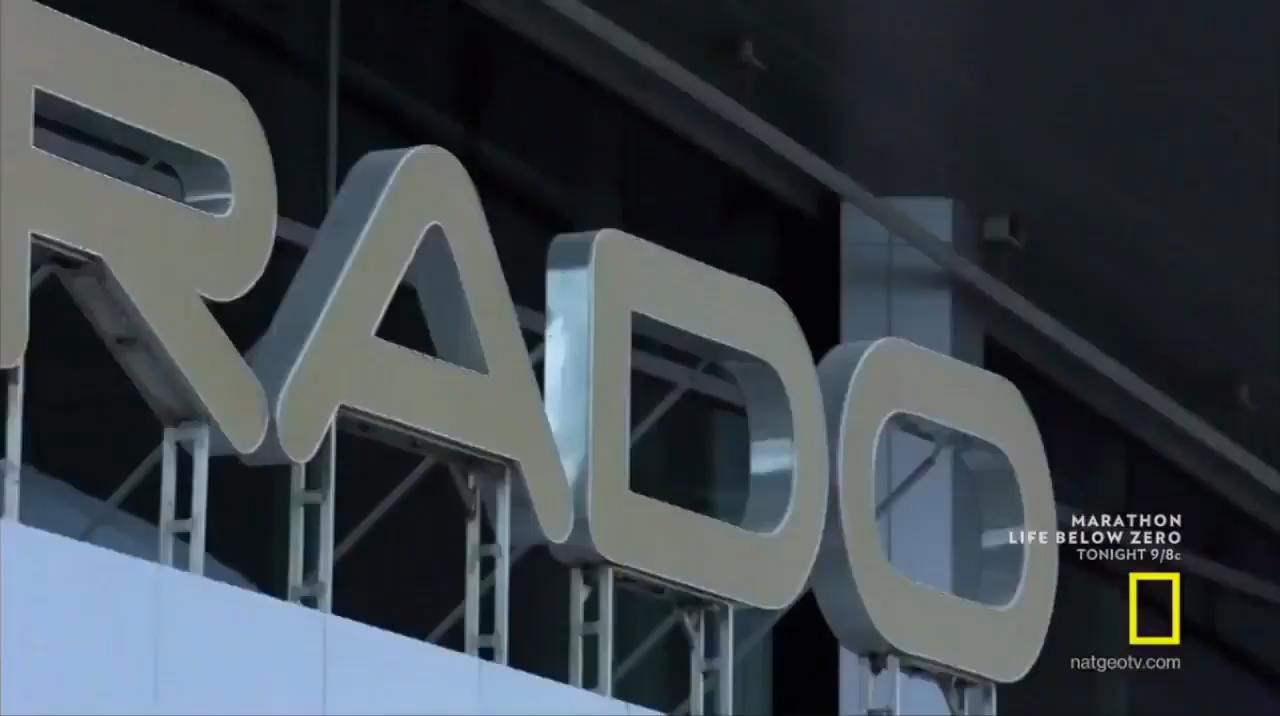 RADO
MARATHON
LIFE BELOW ZERO
TONIGHT 9/8c
natgeotv.com